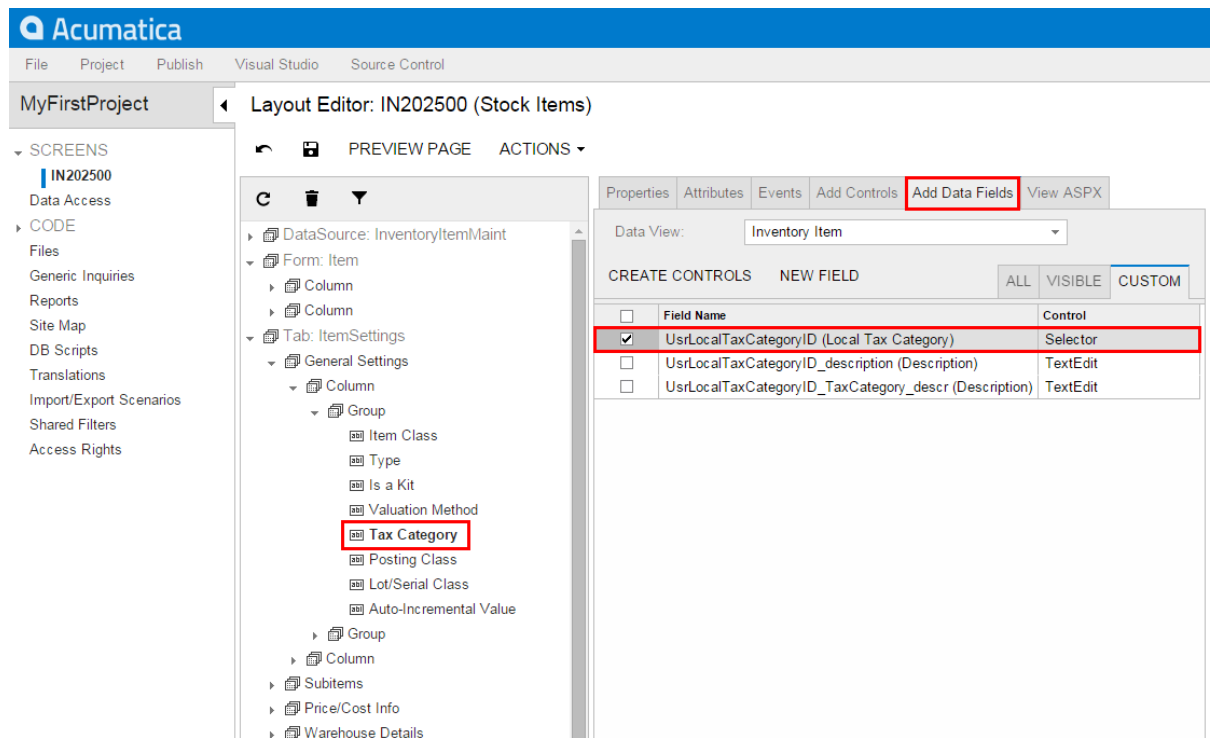 Acumatica
File Project Publish Visual Studio Source Control
MyFirstProject
Layout Editor: IN202500 (Stock Items)
SCREENS
IN202500
Data Access
CODE
Files
Generic Inquiries
Reports
Site Map
DB Scripts
Translations
Import/Export Scenarios
Shared Filters
Access Rights
PREVIEW PAGE ACTIONS
DataSource: InventoryItemMaint
Form: Item
Column
Column
Tab: ItemSettings
General Settings
Column
Group
Item Class
Type
Is a Kit
Valuation Method
Tax Category
Posting Class
Lot/Serial Class
Auto-Incremental Value
Group
Column
Subitems
Price/Cost Info
Warehouse Details
Properties Attributes Events Add Controls Add Data Fields View ASPX
Data View: Inventory Item
CREATE CONTROLS NEW FIELD ALL VISIBLE CUSTOM
Field Name Control
UsrLocalTaxCategoryID (Local Tax Category) Selector
UsrLocalTaxCategoryID_description (Description) TextEdit
UsrLocalTaxCategoryID_TaxCategory_descr (Description) TextEdit